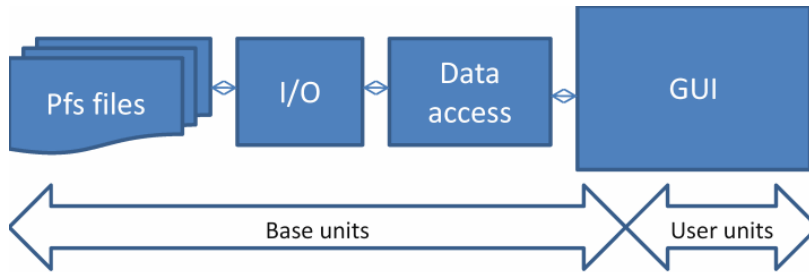 Pfs files
I/O
Data
access
GUI
Base units
User units